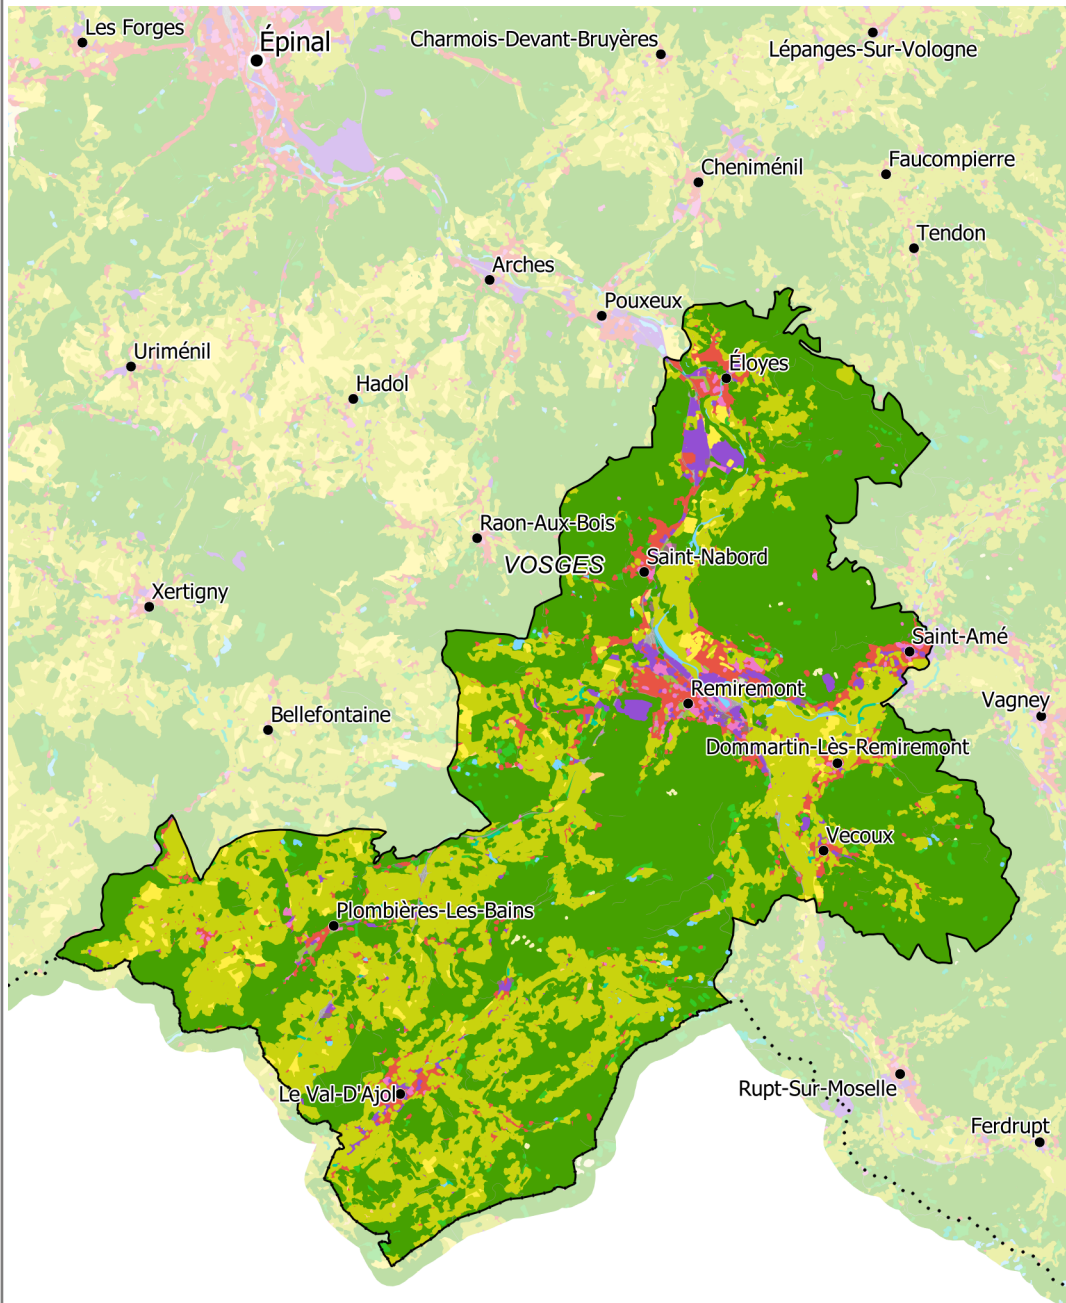 Les Forges
Épinal
Charmois-Devant-Bruyères
Lépanges-Sur-Vologne
Cheniménil
Faucompierre
Tendon
Arches
Pouxeux
Uriménil
Éloyes
Hadol
Raon-Aux-Bois
VOSGES
Saint-Nabord
Xertigny
Saint-Amé
Remiremont
Vagney
Bellefontaine
Dommartin-Lès-Remiremont
Vecoux
Plombières-Les-Bains
Le Val-D'Ajol
Rupt-Sur-Moselle
Ferdrupt